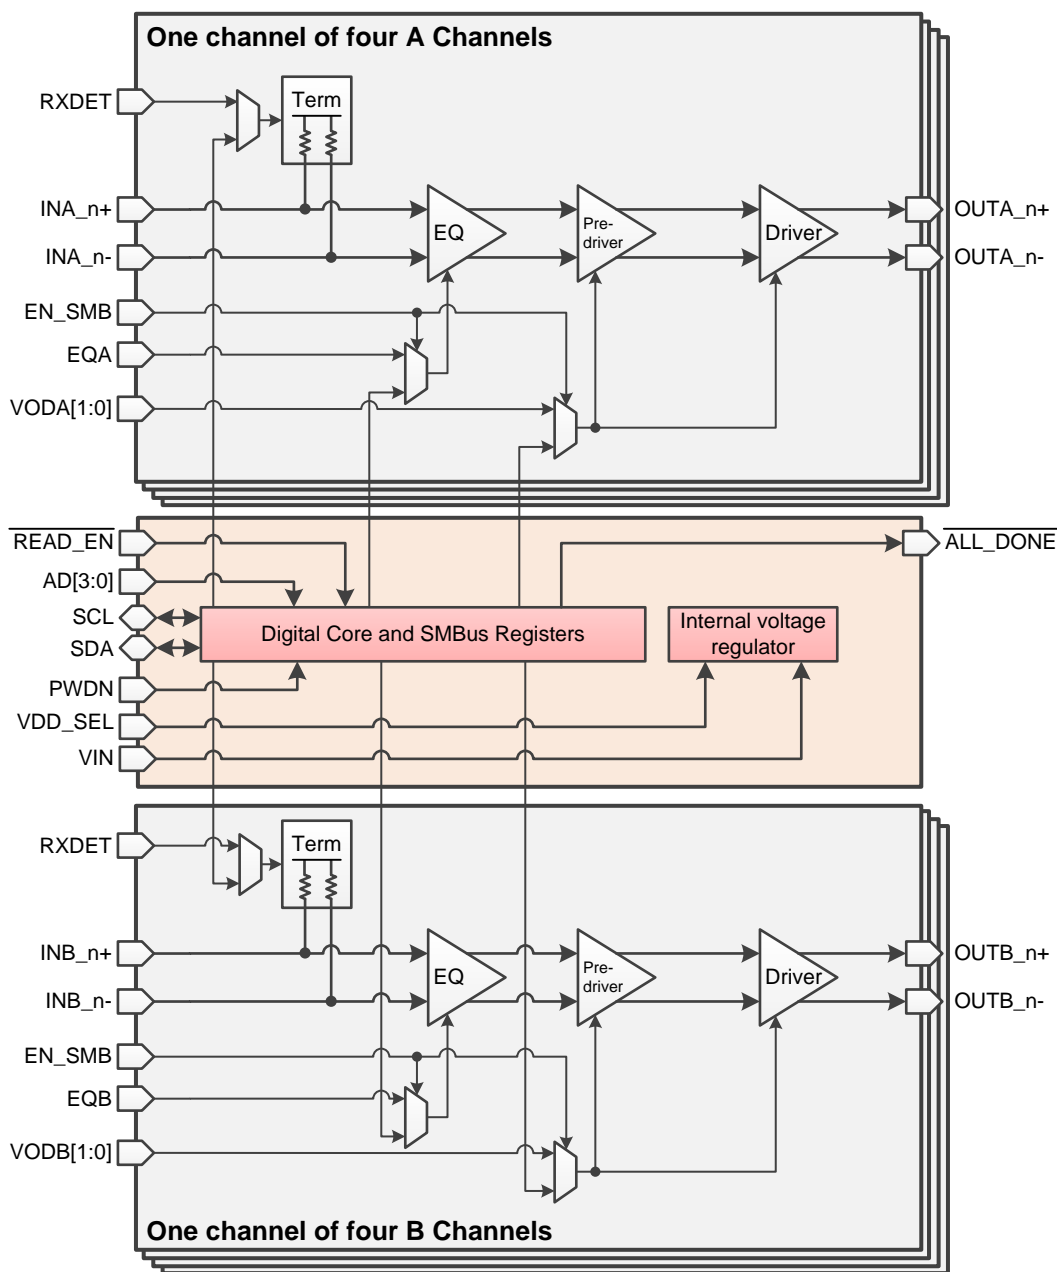 One channel of four A Channels
RXDET
Term
INA_n+
OUTA_n+
EQ
Pre-
driver
Driver
INA_n-
OUTA_n-
EN_SMB
EQA
VODA[1:0]
READ_EN
ALL_DONE
AD[3:0]
SCL
Digital Core and SMBus Registers
Internal voltage
regulator
SDA
PWDN
VDD_SEL
VIN
RXDET
Term
INB_n+
OUTB_n+
EQ
Pre-
driver
Driver
INB_n-
OUTB_n-
EN_SMB
EQB
VODB[1:0]
One channel of four B Channels